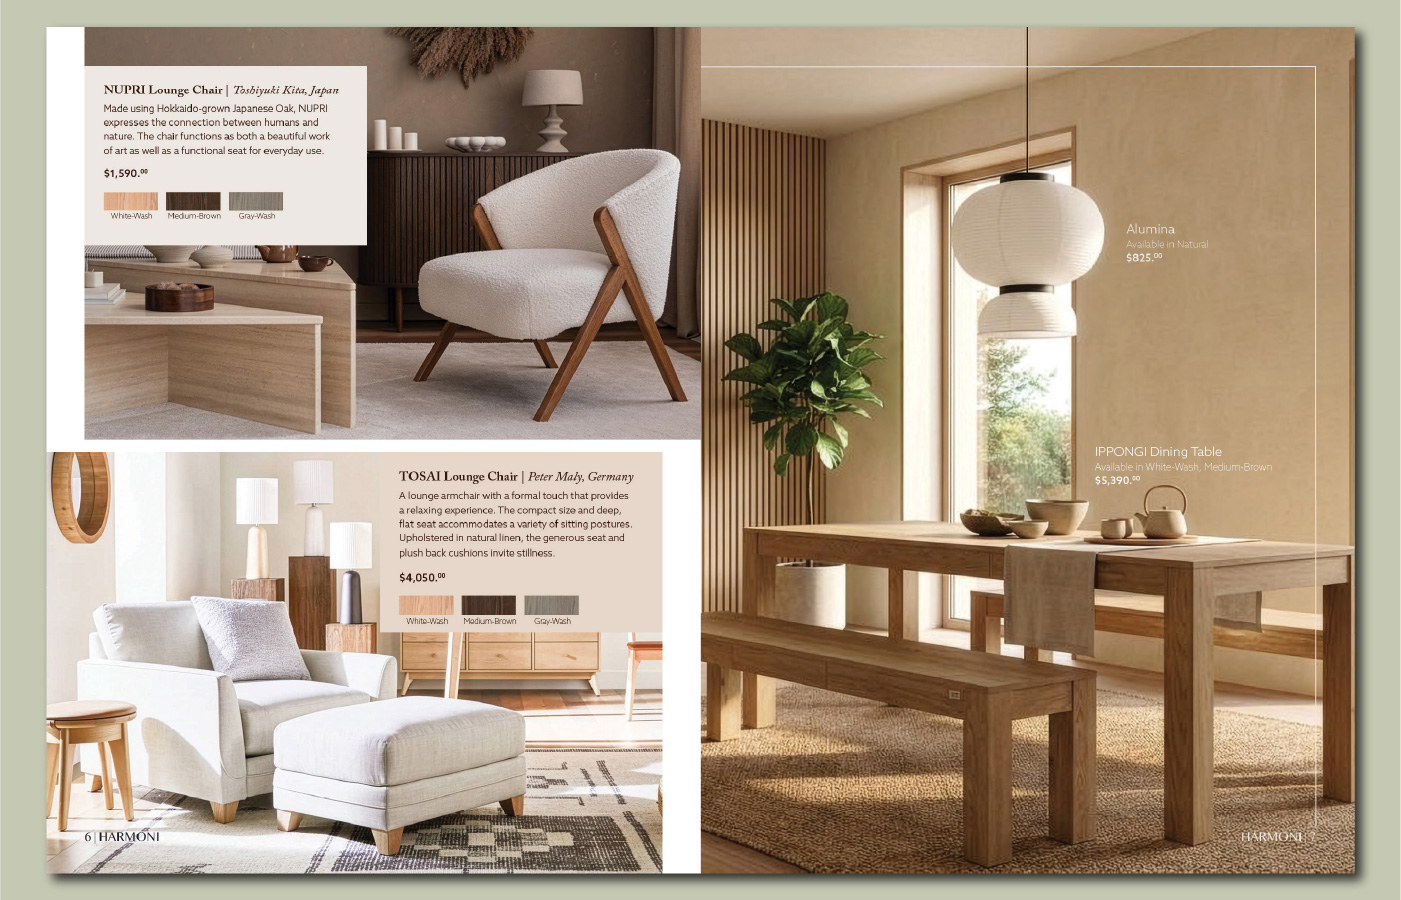 NUPRI Lounge Chair | Toshiyuki Kita, Japan
Made using Hokkaido-grown Japanese Oak, NUPRI
expresses the connection between humans and
nature. The chair functions as both a beautiful work
of art as well as a functional seat for everyday use.
$1,590.00
White-Wash Medium-Brown Gray-Wash
TOSAI Lounge Chair | Peter Maly, Germany
A lounge armchair with a formal touch that provides
a relaxing experience. The compact size and deep,
flat seat accommodates a variety of sitting postures.
Upholstered in natural linen, the generous seat and
plush back cushions invite stillness.
$4,050.00
White-Wash Medium-Brown Gray-Wash
6 | HARMONI
Alumina
Available in Natural
$825.00
IPPONGI Dining Table
Available in White-Wash, Medium-Brown
$5,390.00
HARMONI | 7